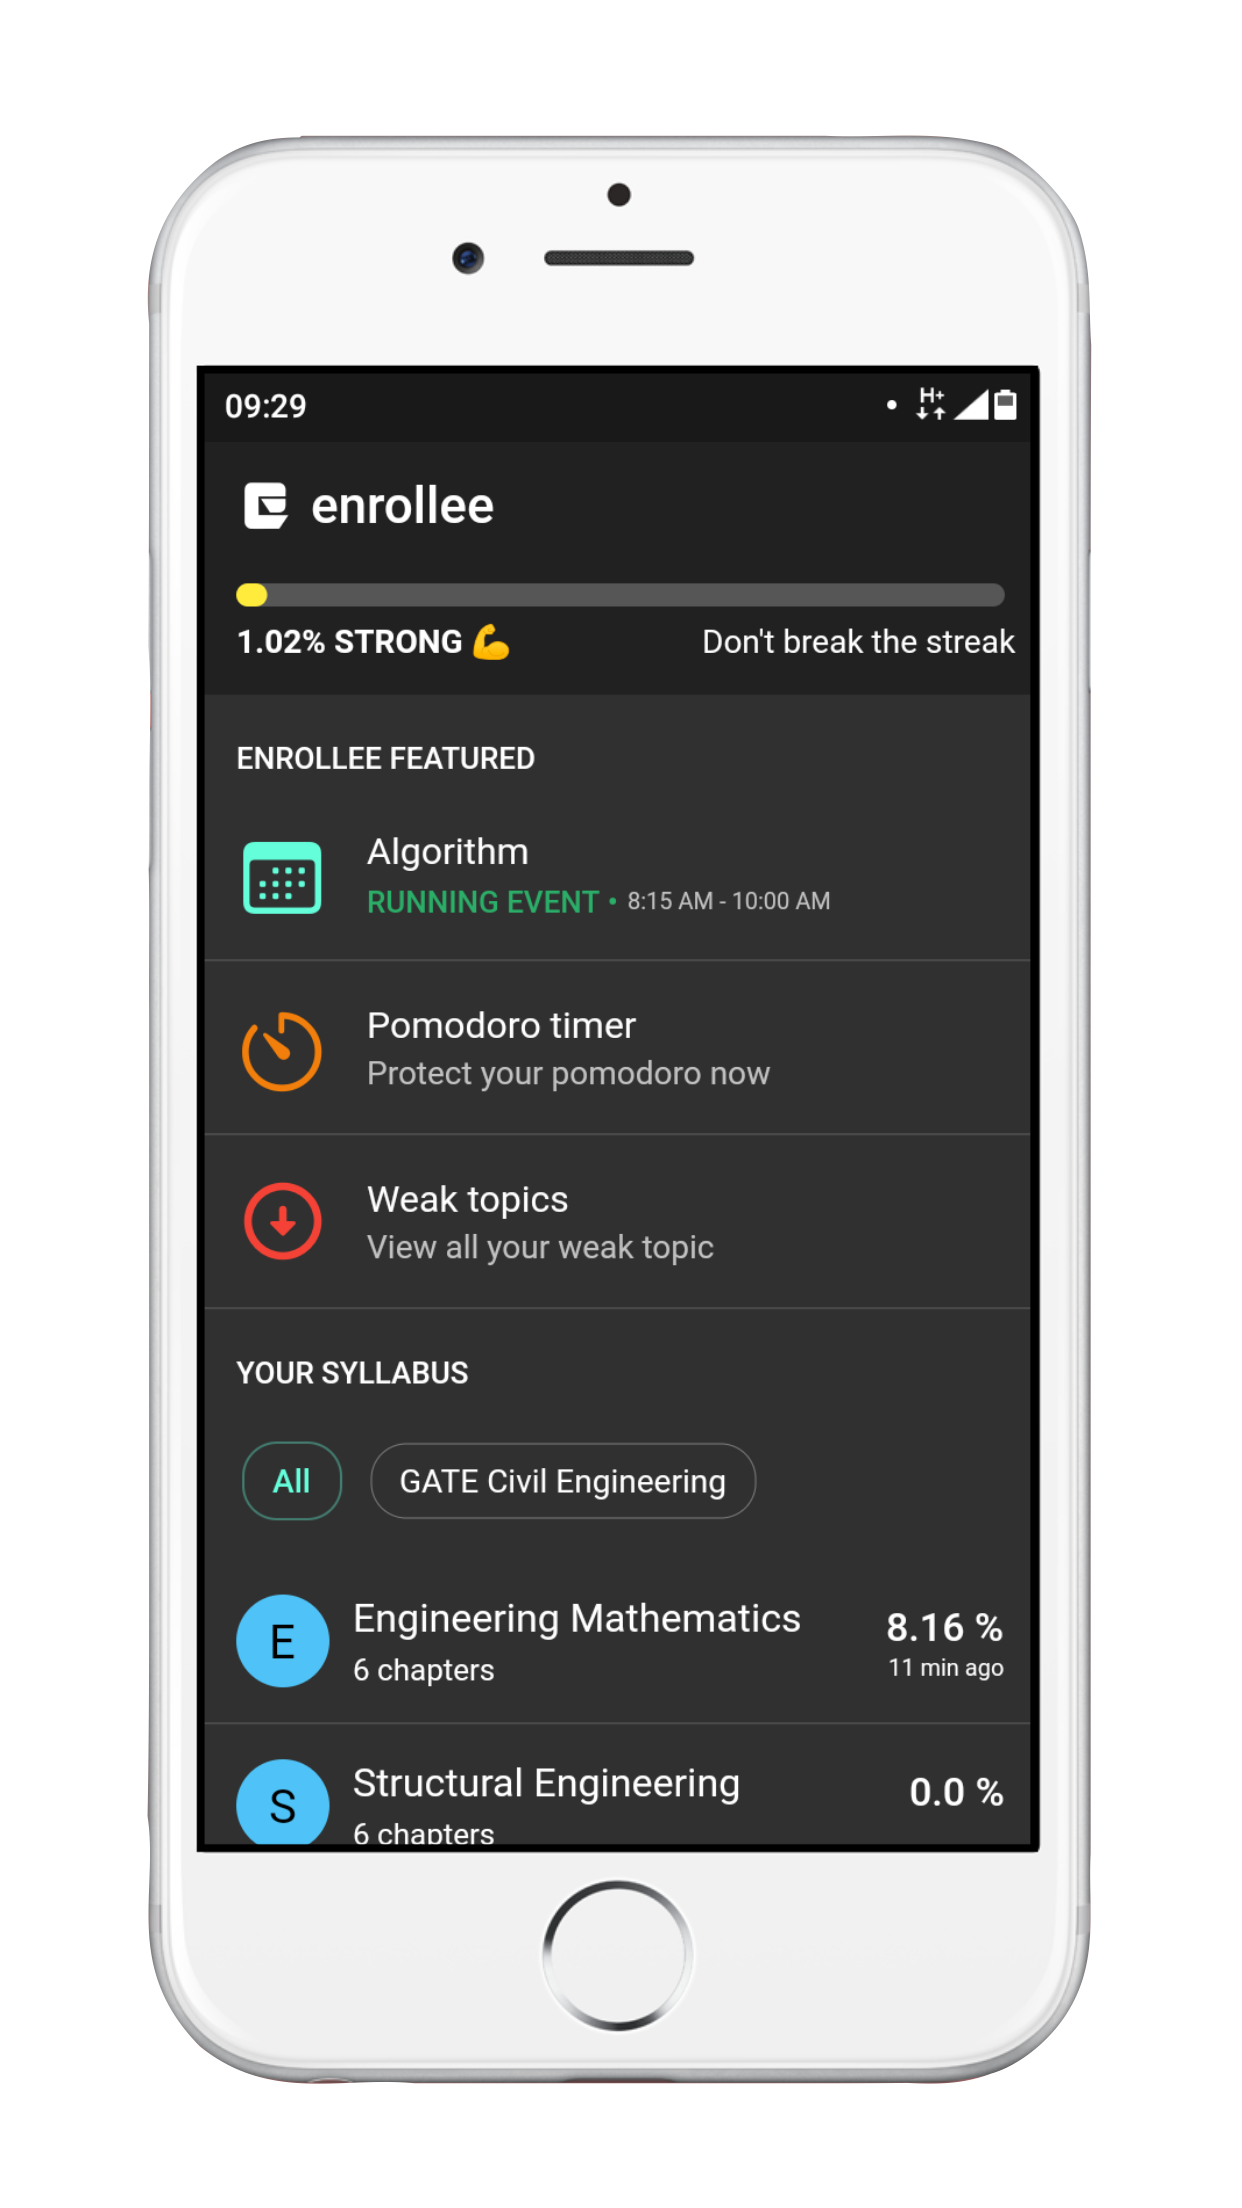 09:29
H+
enrollee
1.02% STRONG 💪 Don't break the streak
ENROLLEE FEATURED
Algorithm
RUNNING EVENT • 8:15 AM - 10:00 AM
Pomodoro timer
Protect your pomodoro now
Weak topics
View all your weak topic
YOUR SYLLABUS
All GATE Civil Engineering
E Engineering Mathematics 8.16 %
6 chapters 11 min ago
S Structural Engineering 0.0 %
6 chapters